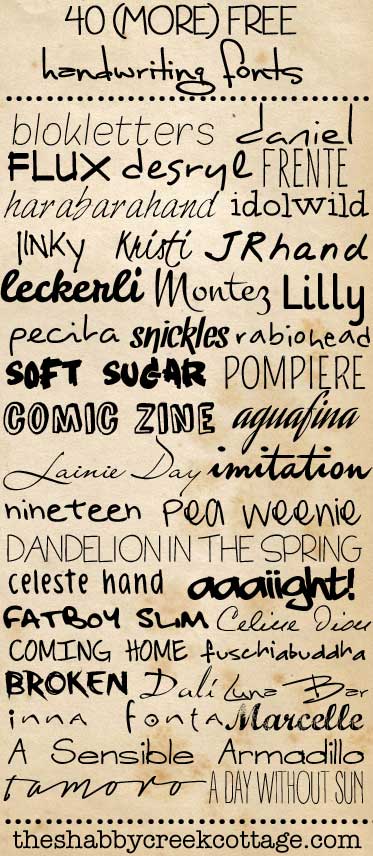 40 (MORE) FREE
handwriting fonts
blokletters daniel
FLUX desryl FRENTE
harabarahand idolwild
JINKY Kristi JRhand
leckerli Montez Lilly
pecita snickles rabiohead
SOFT SUGAR POMPIERE
COMIC ZINE aguafina
Lainie Day imitation
nineteen pea weenie
DANDELION IN THE SPRING
celeste hand aaaiight!
FATBOY SLIM Celine Dion
COMING HOME fuschiabuddha
BROKEN Dali Luna Bar
inna fonta Marcelle
A Sensible Armadillo
tamoro A DAY WITHOUT SUN
theshabbycreekcottage.com